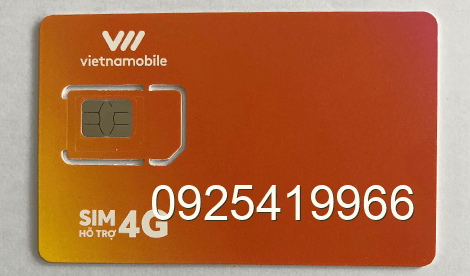 vietnamobile
SIM
HỖ TRỢ 4G
0925419966